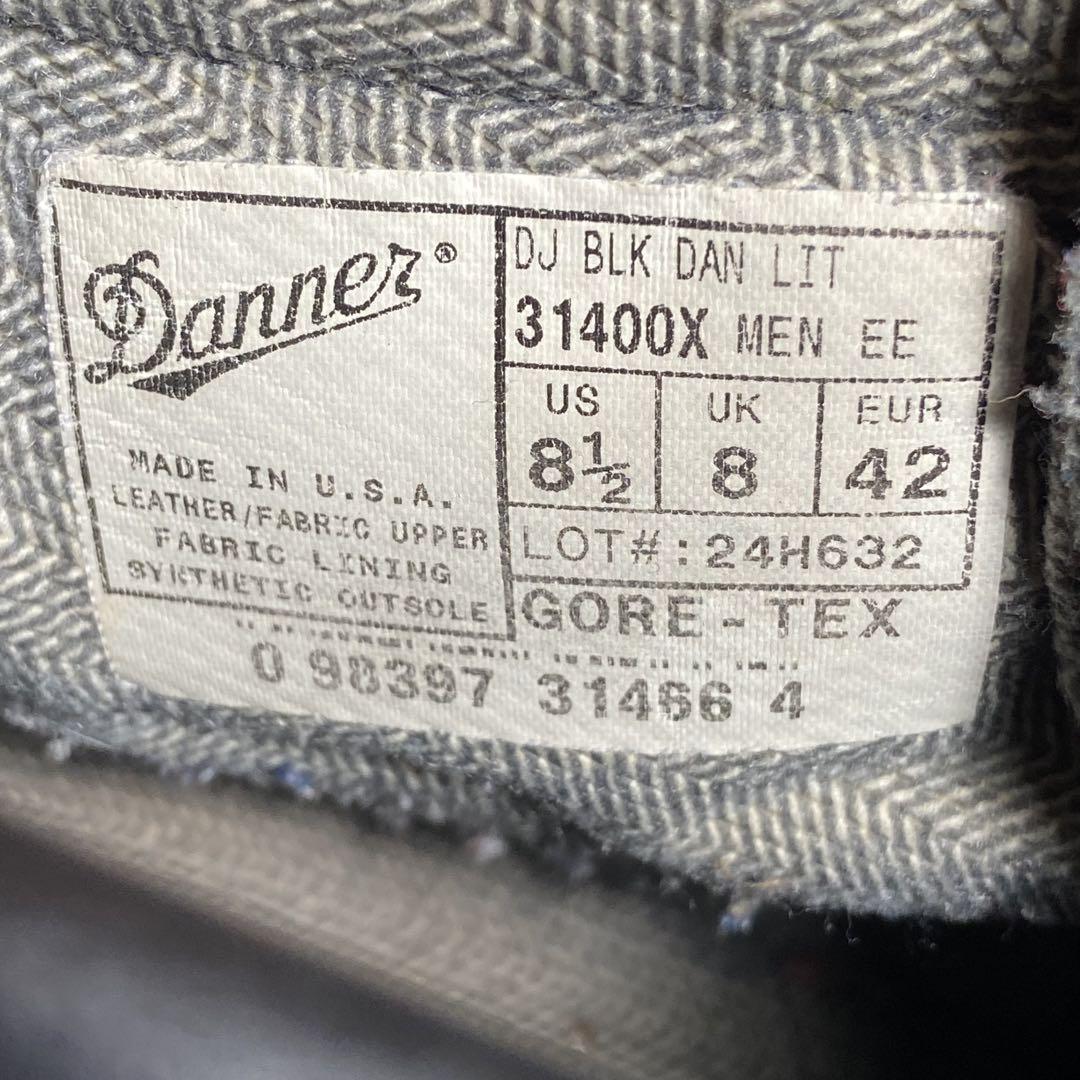 Danner®
MADE IN U.S.A.
LEATHER/FABRIC UPPER
FABRIC LINING
SYNTHETIC OUTSOLE
DJ BLK DAN LIT
31400X MEN EE
US UK EUR
8½ 8 42
LOT#:24H632
GORE-TEX
0 98397 31466 4